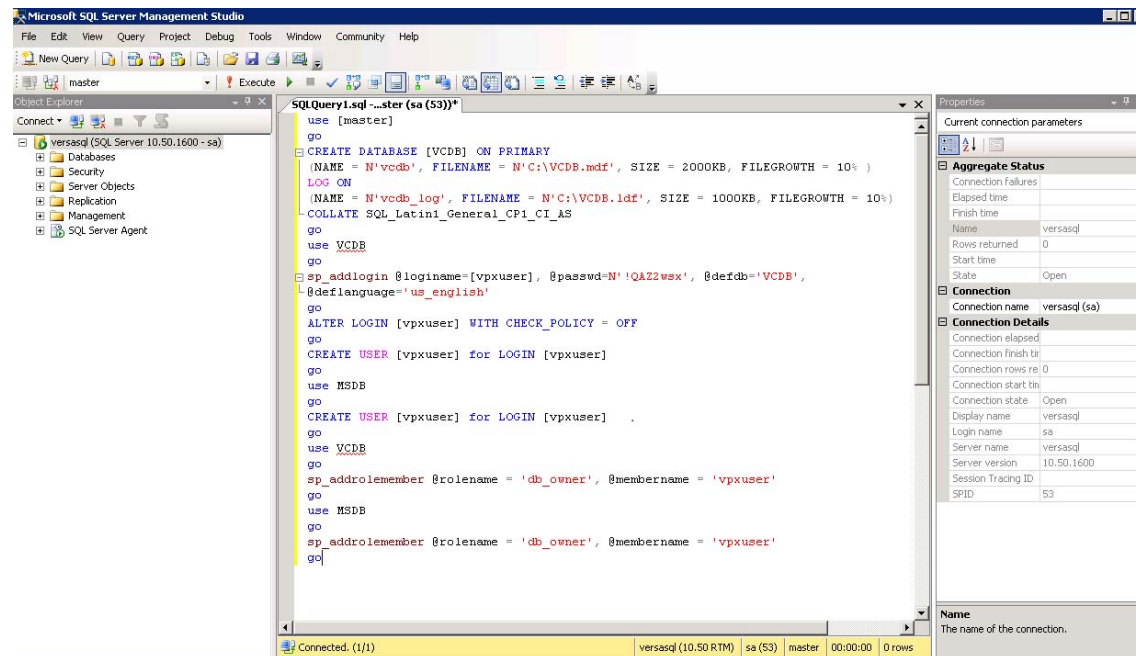 Microsoft SQL Server Management Studio
File Edit View Query Project Debug Tools Window Community Help
New Query
master Execute
Object Explorer
Connect
versasql (SQL Server 10.50.1600 - sa)
Databases
Security
Server Objects
Replication
Management
SQL Server Agent
SQLQuery1.sql -...ster (sa (53))*
use [master]
go
CREATE DATABASE [VCDB] ON PRIMARY
(NAME = N'vcdb', FILENAME = N'C:\VCDB.mdf', SIZE = 2000KB, FILEGROWTH = 10% )
LOG ON
(NAME = N'vcdb_log', FILENAME = N'C:\VCDB.ldf', SIZE = 1000KB, FILEGROWTH = 10%)
COLLATE SQL_Latin1_General_CP1_CI_AS
go
use VCDB
go
sp_addlogin @loginame=[vpxuser], @passwd=N'!QAZ2wsx', @defdb='VCDB',
@deflanguage='us_english'
go
ALTER LOGIN [vpxuser] WITH CHECK_POLICY = OFF
go
CREATE USER [vpxuser] for LOGIN [vpxuser]
go
use MSDB
go
CREATE USER [vpxuser] for LOGIN [vpxuser]
go
use VCDB
go
sp_addrolemember @rolename = 'db_owner', @membername = 'vpxuser'
go
use MSDB
go
sp_addrolemember @rolename = 'db_owner', @membername = 'vpxuser'
go
Connected. (1/1) versasql (10.50 RTM) sa (53) master 00:00:00 0 rows
Properties
Current connection parameters
Aggregate Status
Connection failures
Elapsed time
Finish time
Name versasql
Rows returned 0
Start time
State Open
Connection
Connection name versasql (sa)
Connection Details
Connection elapsed
Connection finish tir
Connection rows re 0
Connection start tin
Connection state Open
Display name versasql
Login name sa
Server name versasql
Server version 10.50.1600
Session Tracing ID
SPID 53
Name
The name of the connection.